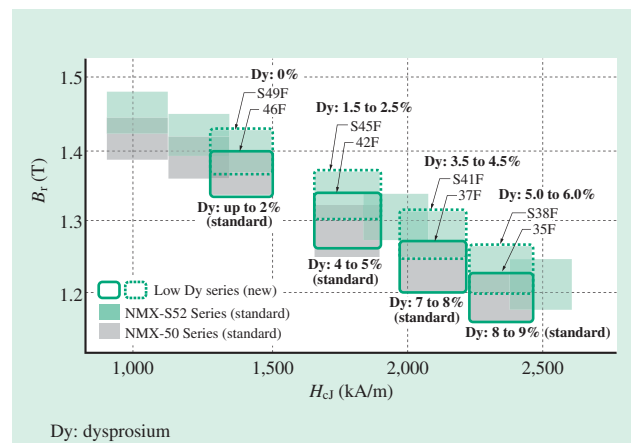 Dy: 0%
S49F
46F
Dy: 1.5 to 2.5%
S45F
42F
Dy: 3.5 to 4.5%
S41F
37F
Dy: 5.0 to 6.0%
S38F
35F
1.5
1.4
1.3
1.2
Br (T)
Dy: up to 2%
(standard)
Dy: 4 to 5%
(standard)
Dy: 7 to 8%
(standard)
Dy: 8 to 9% (standard)
Low Dy series (new)
NMX-S52 Series (standard)
NMX-50 Series (standard)
1,000 1,500 2,000 2,500
HcJ (kA/m)
Dy: dysprosium